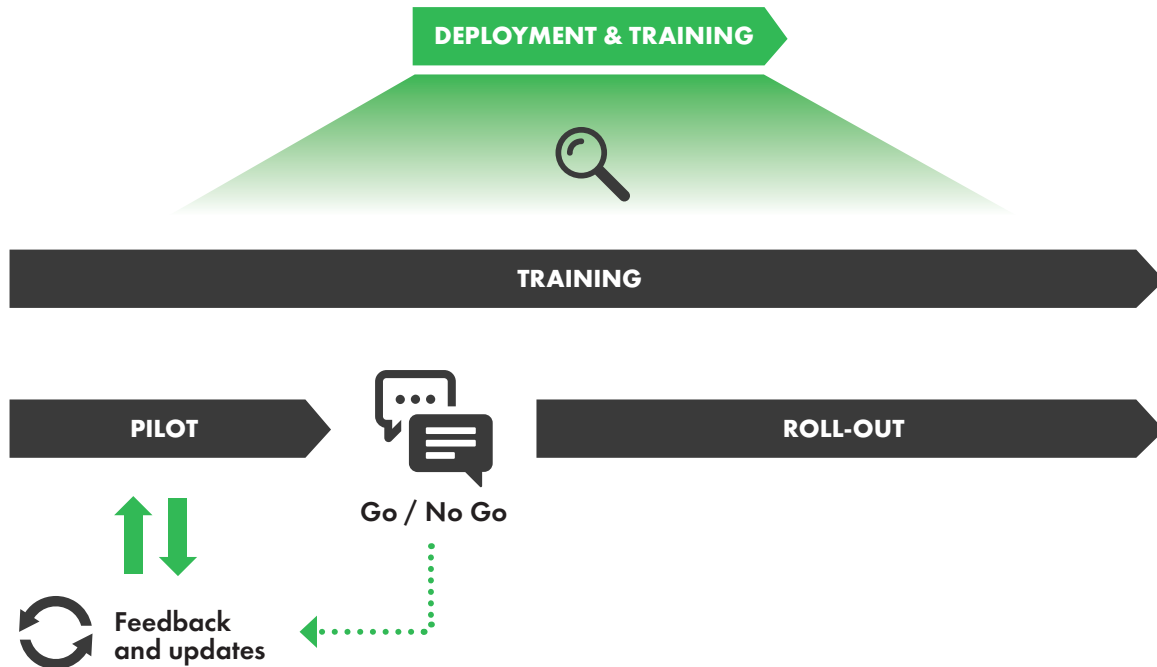 DEPLOYMENT & TRAINING
TRAINING
PILOT
ROLL-OUT
Go / No Go
Feedback
and updates